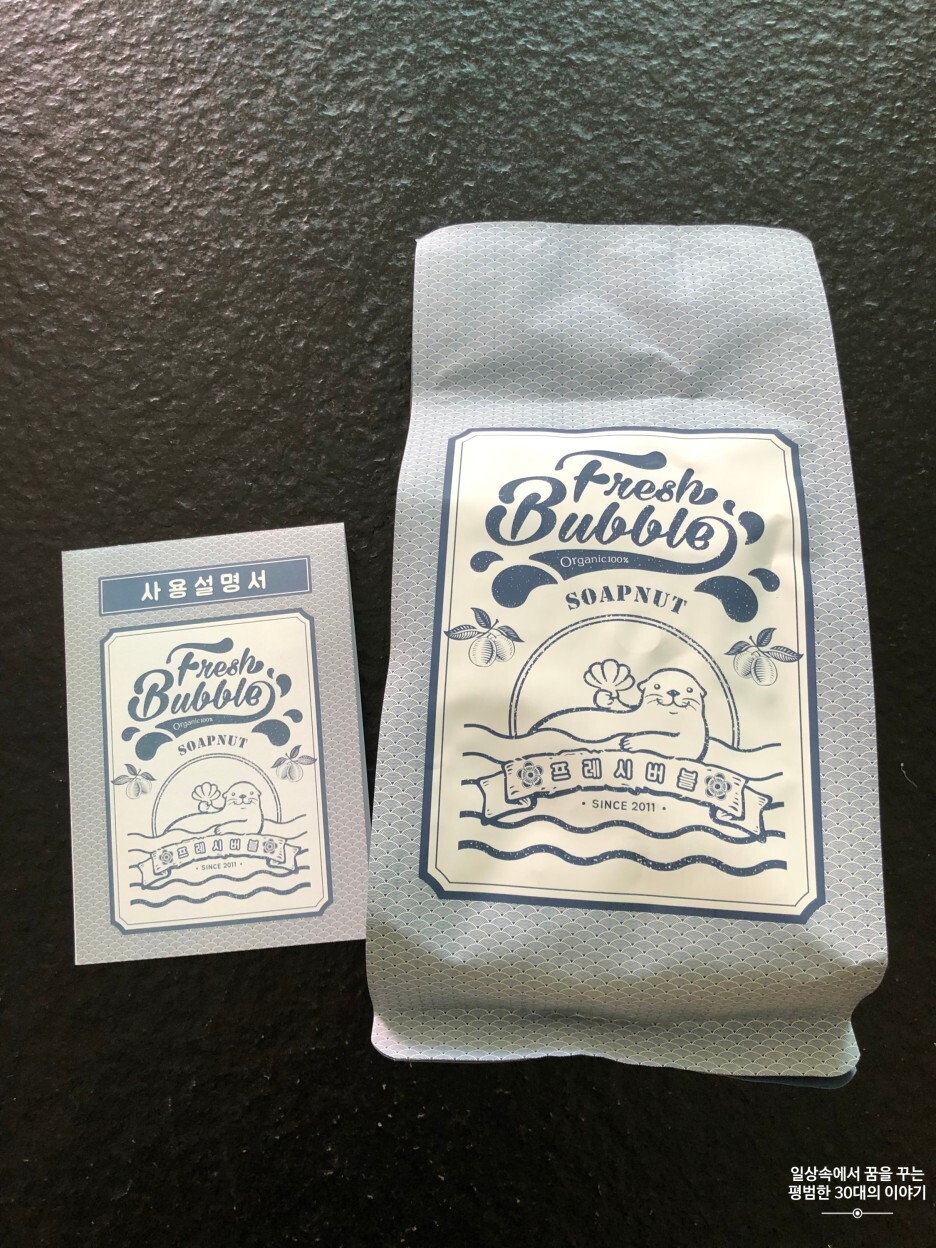 사용설명서
Fresh
Bubble
Organic100%
SOAPNUT
프레시버블
• SINCE 2011 •
Fresh
Bubble
Organic100%
SOAPNUT
프레시버블
• SINCE 2011 •
일상속에서 꿈을 꾸는
평범한 30대의 이야기